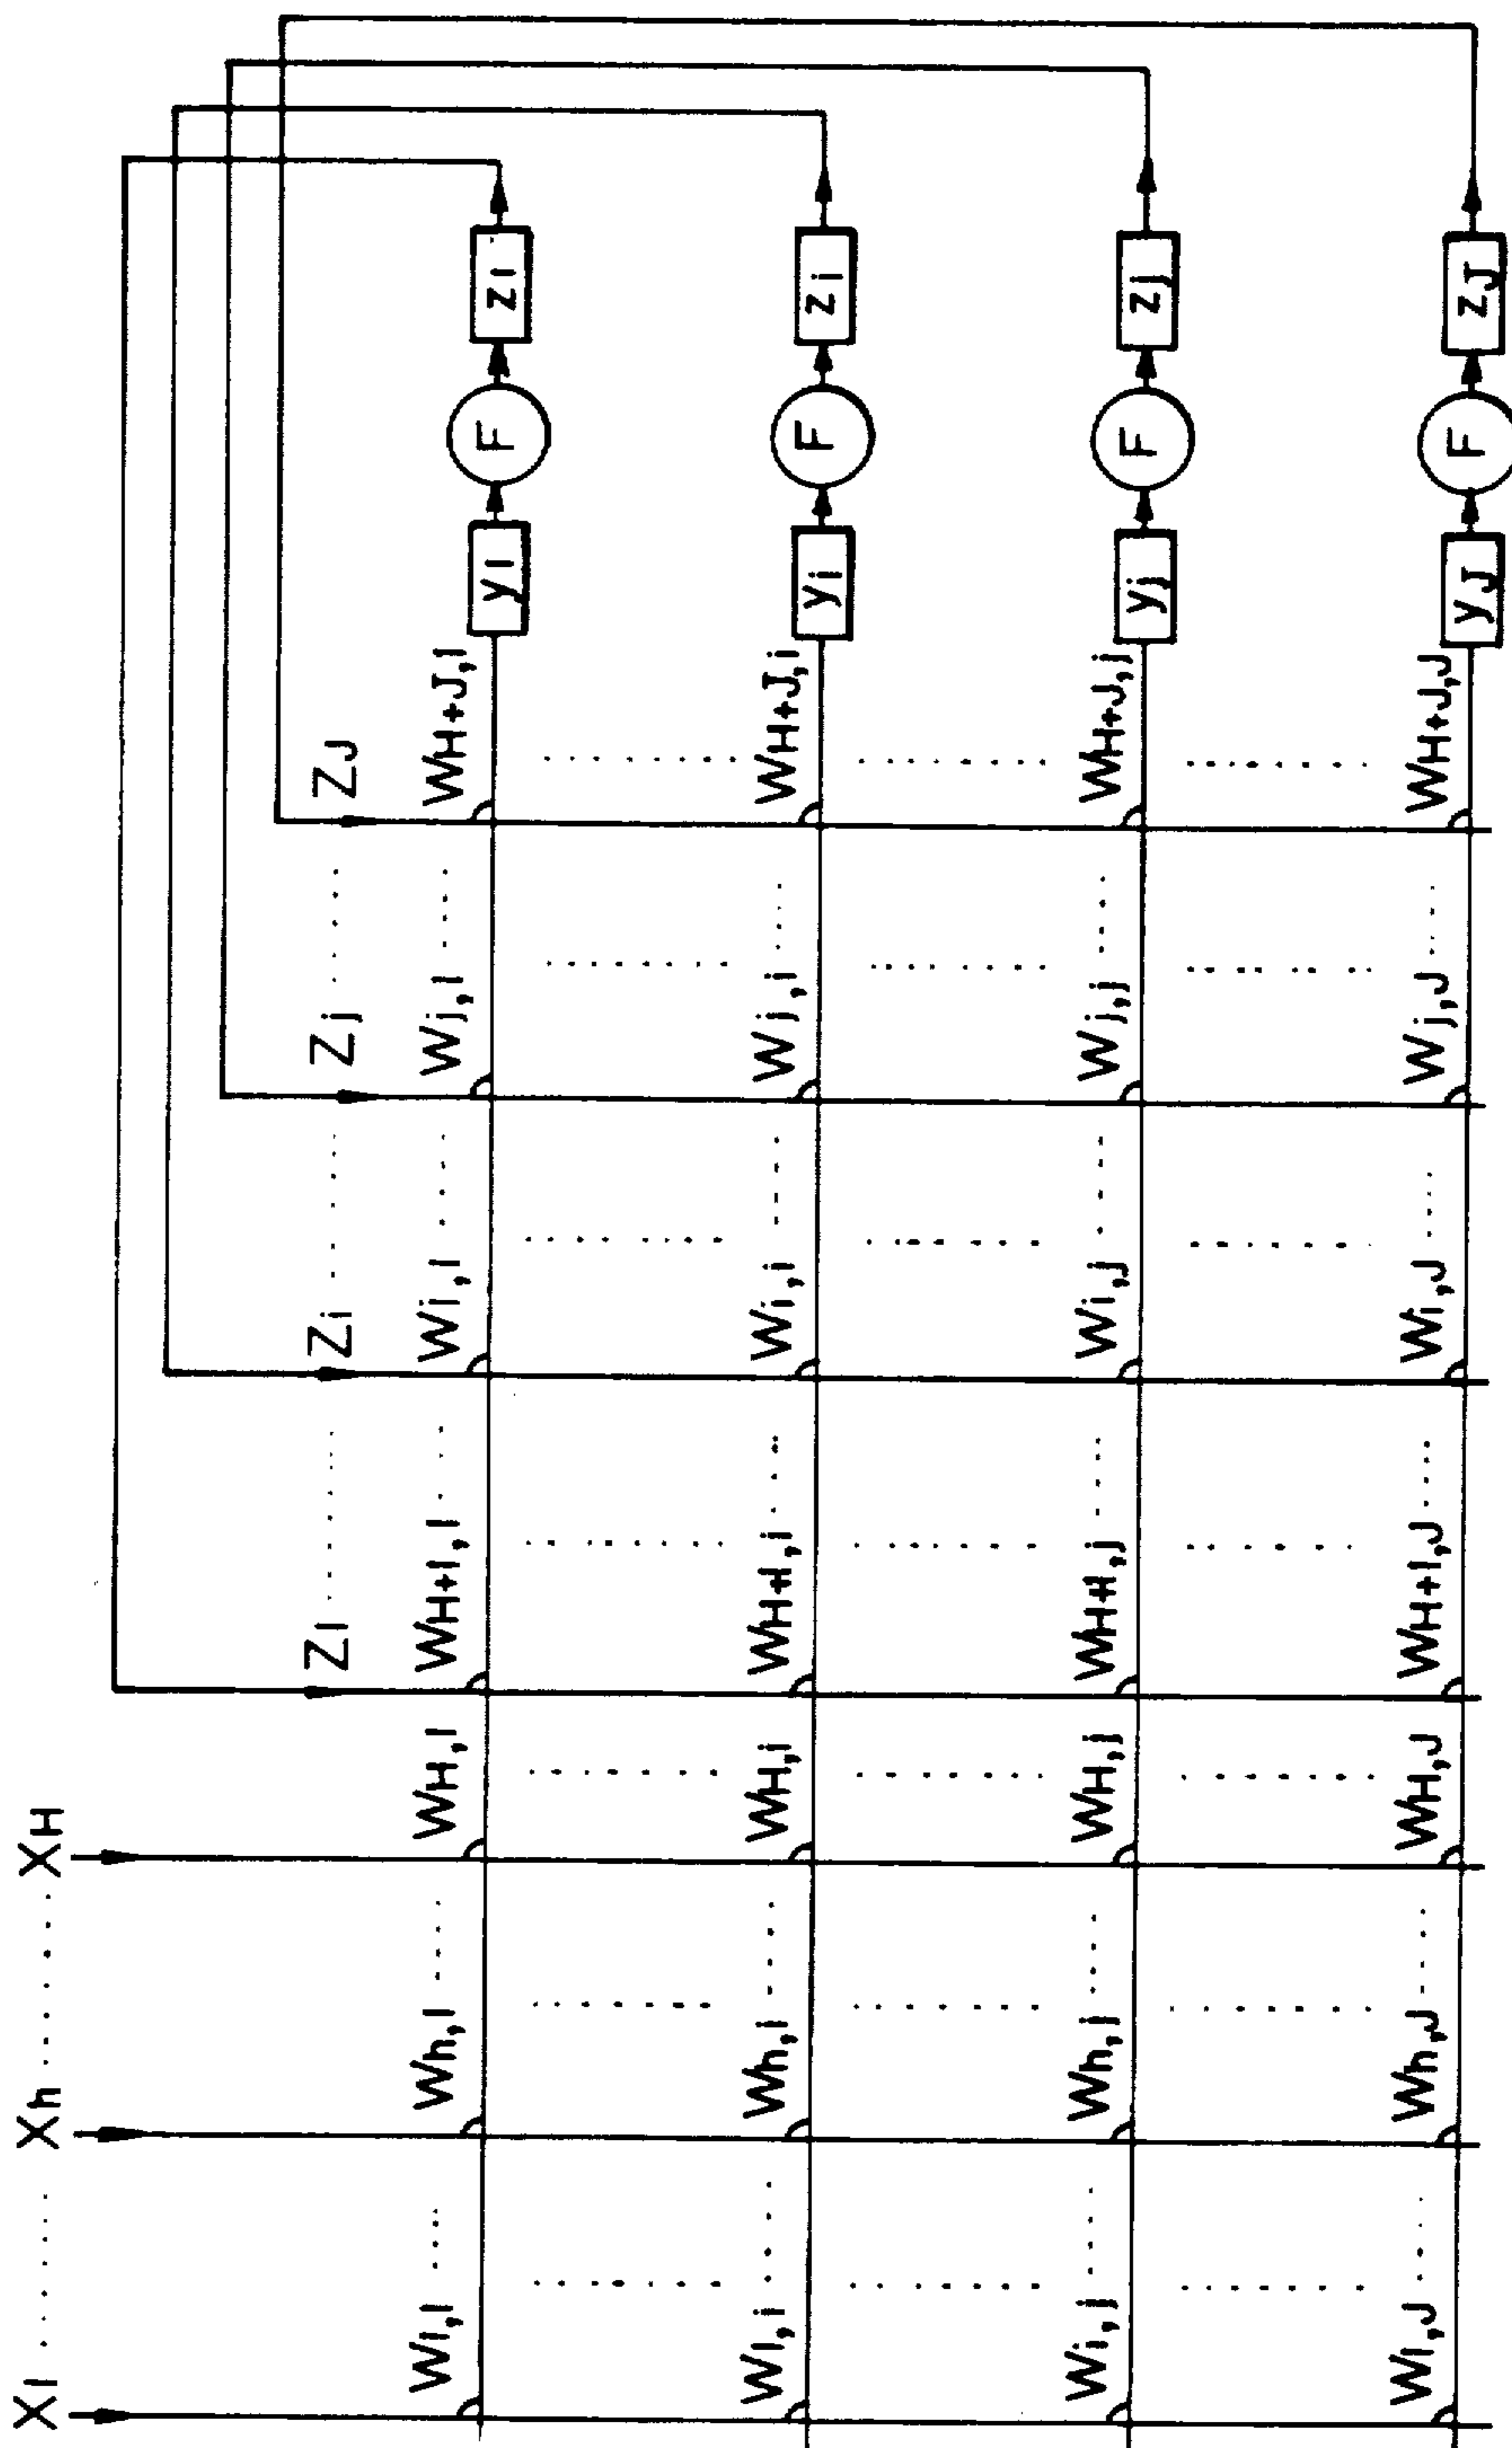 X1 ........ Xh ........ XH
Z1 ........ Zi ........ Zj ........ ZJ
W1,1 .... Wh,1 .... WH,1 WH+1,1 .... Wi,1 .... Wj,1 .... WH+J,1 y1 F z1
W1,i .... Wh,i .... WH,i WH+1,i .... Wi,i .... Wj,i .... WH+J,i yi F zi
Wi,j .... Wh,j .... WH,j WH+1,j .... Wi,j .... Wj,j .... WH+J,j yj F zj
W1,J .... Wh,J .... WH,J WH+1,J .... Wi,J .... Wj,J .... WH+J,J yJ F zJ